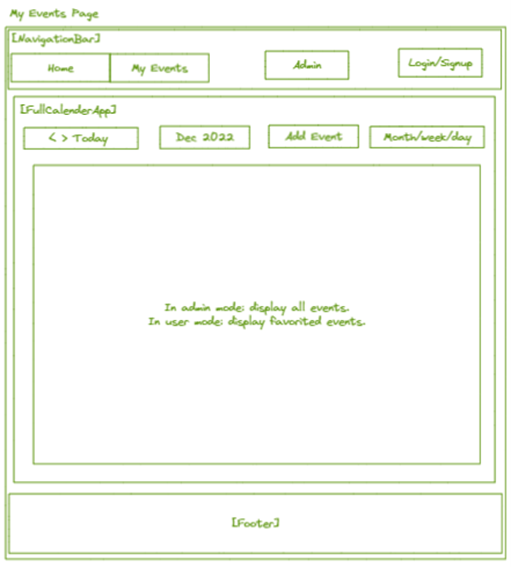 My Events Page
[NavigationBar]
Home
My Events
Admin
Login/Signup
[FullCalenderApp]
< > Today
Dec 2022
Add Event
Month/week/day
In admin mode: display all events.
In user mode: display favorited events.
[Footer]